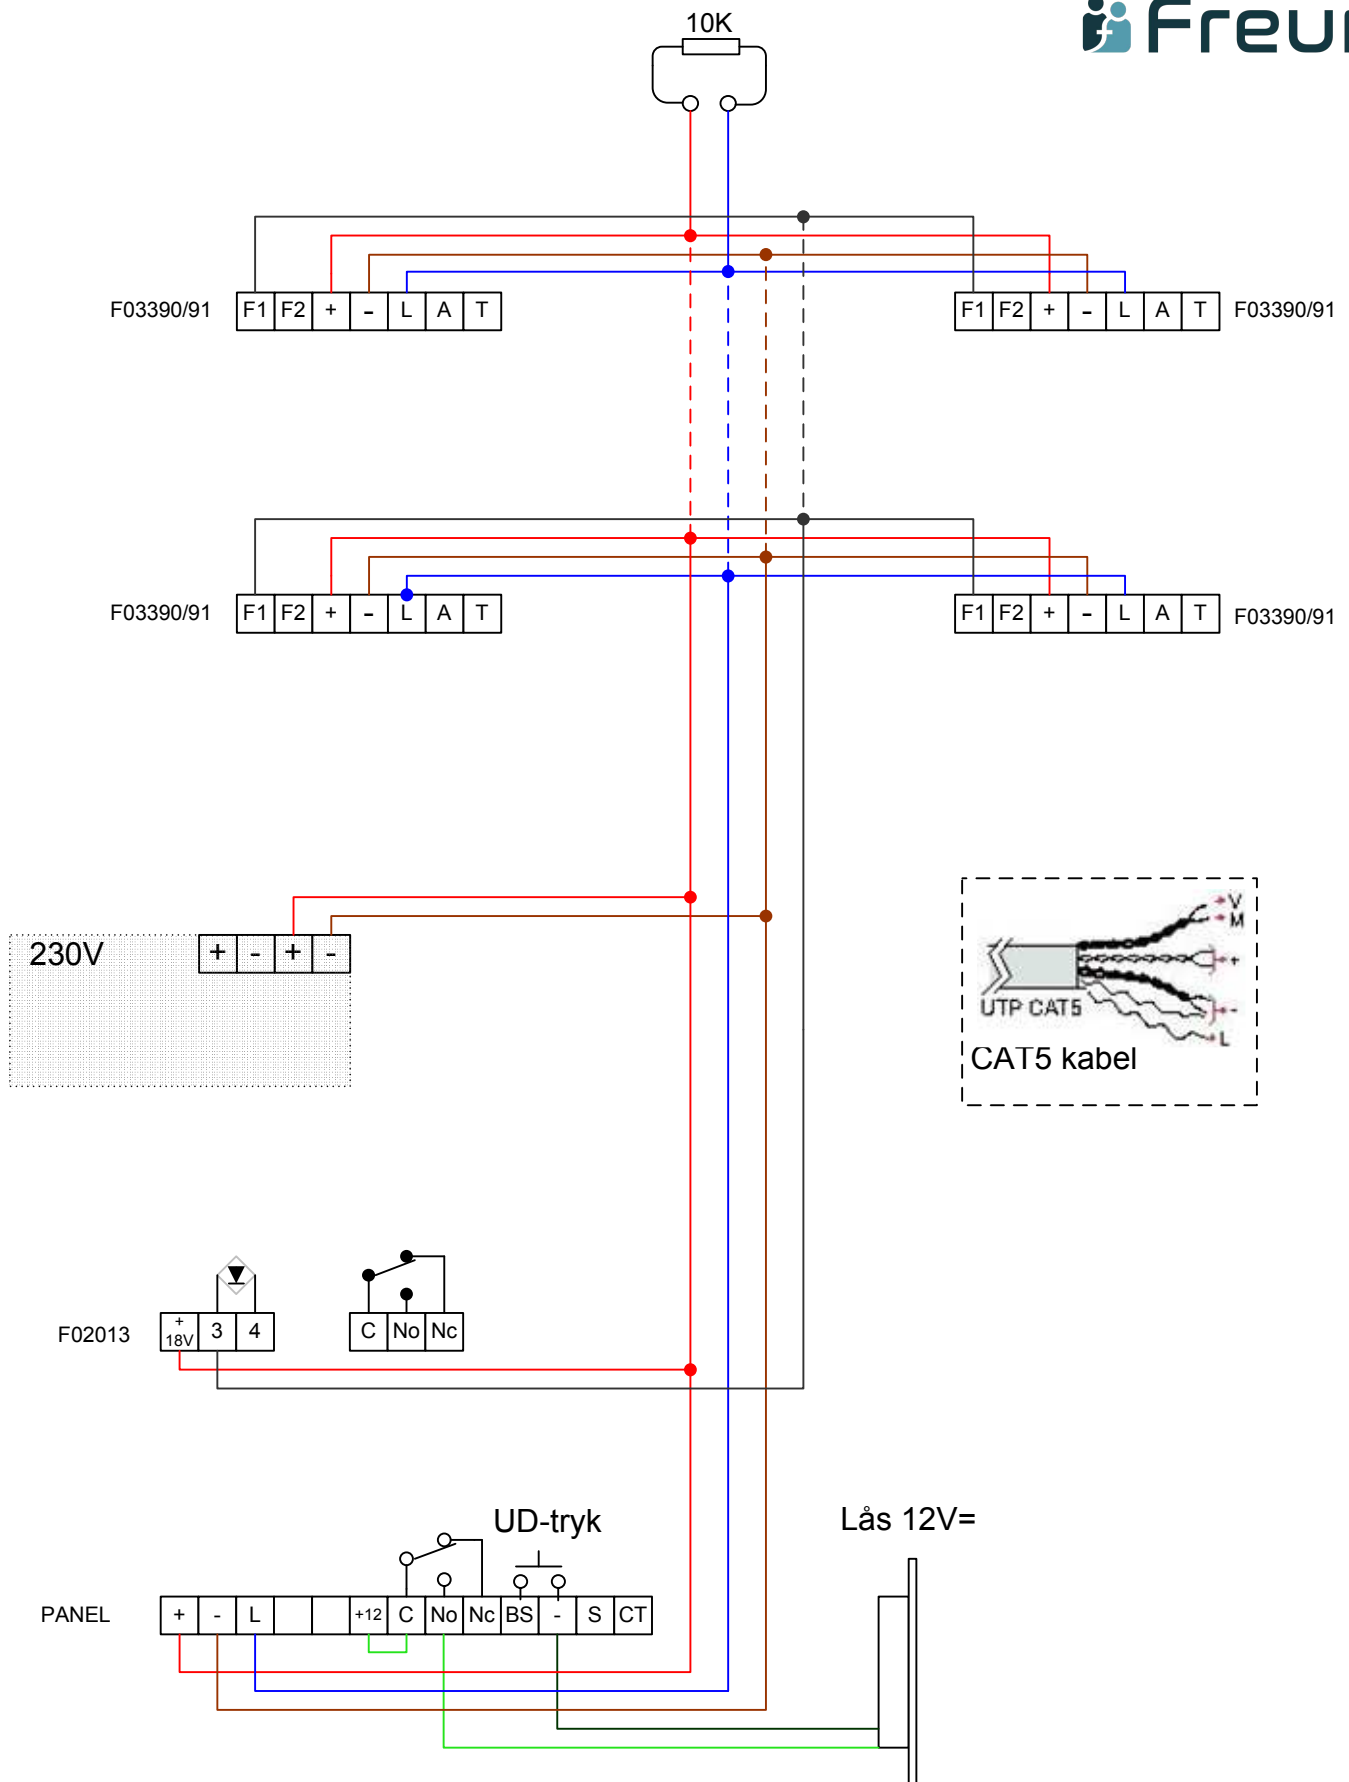 10K
F03390/91 F1 F2 + - L A T
F1 F2 + - L A T F03390/91
F03390/91 F1 F2 + - L A T
F1 F2 + - L A T F03390/91
230V + - + -
V
M
+
-
L
UTP CAT5
CAT5 kabel
F02013 + 18V 3 4
C No Nc
UD-tryk
Lås 12V=
PANEL + - L +12 C No Nc BS - S CT